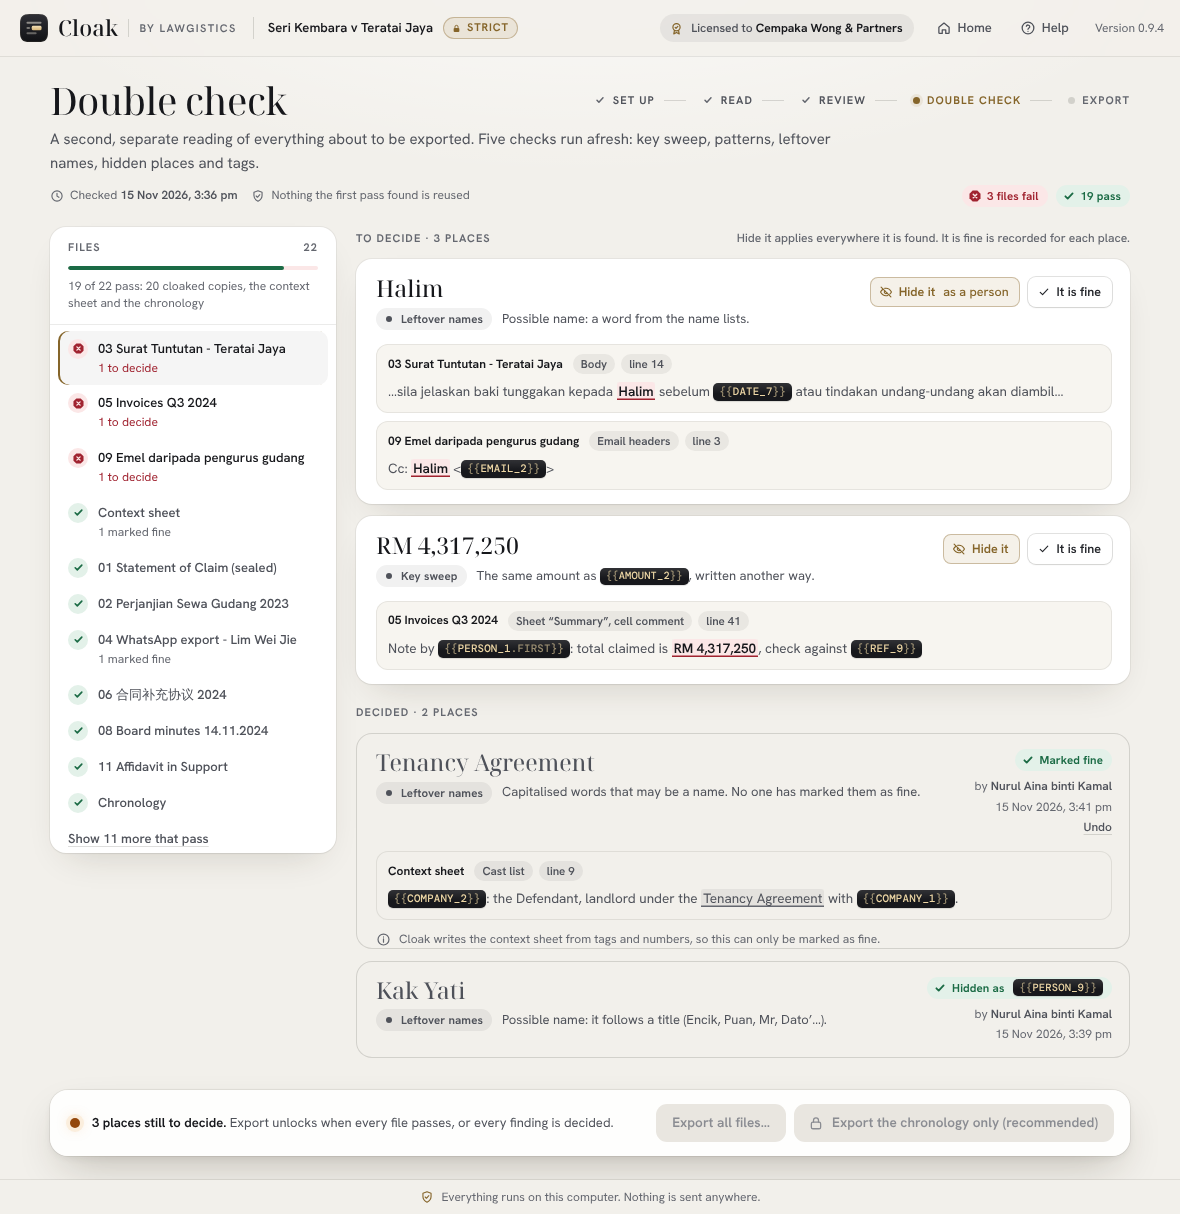 Cloak BY LAWGISTICS Seri Kembara v Teratai Jaya STRICT Licensed to Cempaka Wong & Partners Home Help Version 0.9.4
Double check
SET UP READ REVIEW DOUBLE CHECK EXPORT
A second, separate reading of everything about to be exported. Five checks run afresh: key sweep, patterns, leftover
names, hidden places and tags.
Checked 15 Nov 2026, 3:36 pm Nothing the first pass found is reused
3 files fail 19 pass
FILES 22
19 of 22 pass: 20 cloaked copies, the context
sheet and the chronology
03 Surat Tuntutan - Teratai Jaya
1 to decide
05 Invoices Q3 2024
1 to decide
09 Emel daripada pengurus gudang
1 to decide
Context sheet
1 marked fine
01 Statement of Claim (sealed)
02 Perjanjian Sewa Gudang 2023
04 WhatsApp export - Lim Wei Jie
1 marked fine
06 合同补充协议 2024
08 Board minutes 14.11.2024
11 Affidavit in Support
Chronology
Show 11 more that pass
TO DECIDE · 3 PLACES
Hide it applies everywhere it is found. It is fine is recorded for each place.
Halim
Hide it as a person It is fine
Leftover names Possible name: a word from the name lists.
03 Surat Tuntutan - Teratai Jaya Body line 14
...sila jelaskan baki tunggakan kepada Halim sebelum {{DATE_7}} atau tindakan undang-undang akan diambil...
09 Emel daripada pengurus gudang Email headers line 3
Cc: Halim <{{EMAIL_2}}>
RM 4,317,250
Hide it It is fine
Key sweep The same amount as {{AMOUNT_2}}, written another way.
05 Invoices Q3 2024 Sheet “Summary”, cell comment line 41
Note by {{PERSON_1.FIRST}}: total claimed is RM 4,317,250, check against {{REF_9}}
DECIDED · 2 PLACES
Tenancy Agreement
Marked fine
Leftover names Capitalised words that may be a name. No one has marked them as fine.
by Nurul Aina binti Kamal
15 Nov 2026, 3:41 pm
Undo
Context sheet Cast list line 9
{{COMPANY_2}}: the Defendant, landlord under the Tenancy Agreement with {{COMPANY_1}}.
Cloak writes the context sheet from tags and numbers, so this can only be marked as fine.
Kak Yati
Hidden as {{PERSON_9}}
Leftover names Possible name: it follows a title (Encik, Puan, Mr, Dato’...).
by Nurul Aina binti Kamal
15 Nov 2026, 3:39 pm
3 places still to decide. Export unlocks when every file passes, or every finding is decided.
Export all files... Export the chronology only (recommended)
Everything runs on this computer. Nothing is sent anywhere.